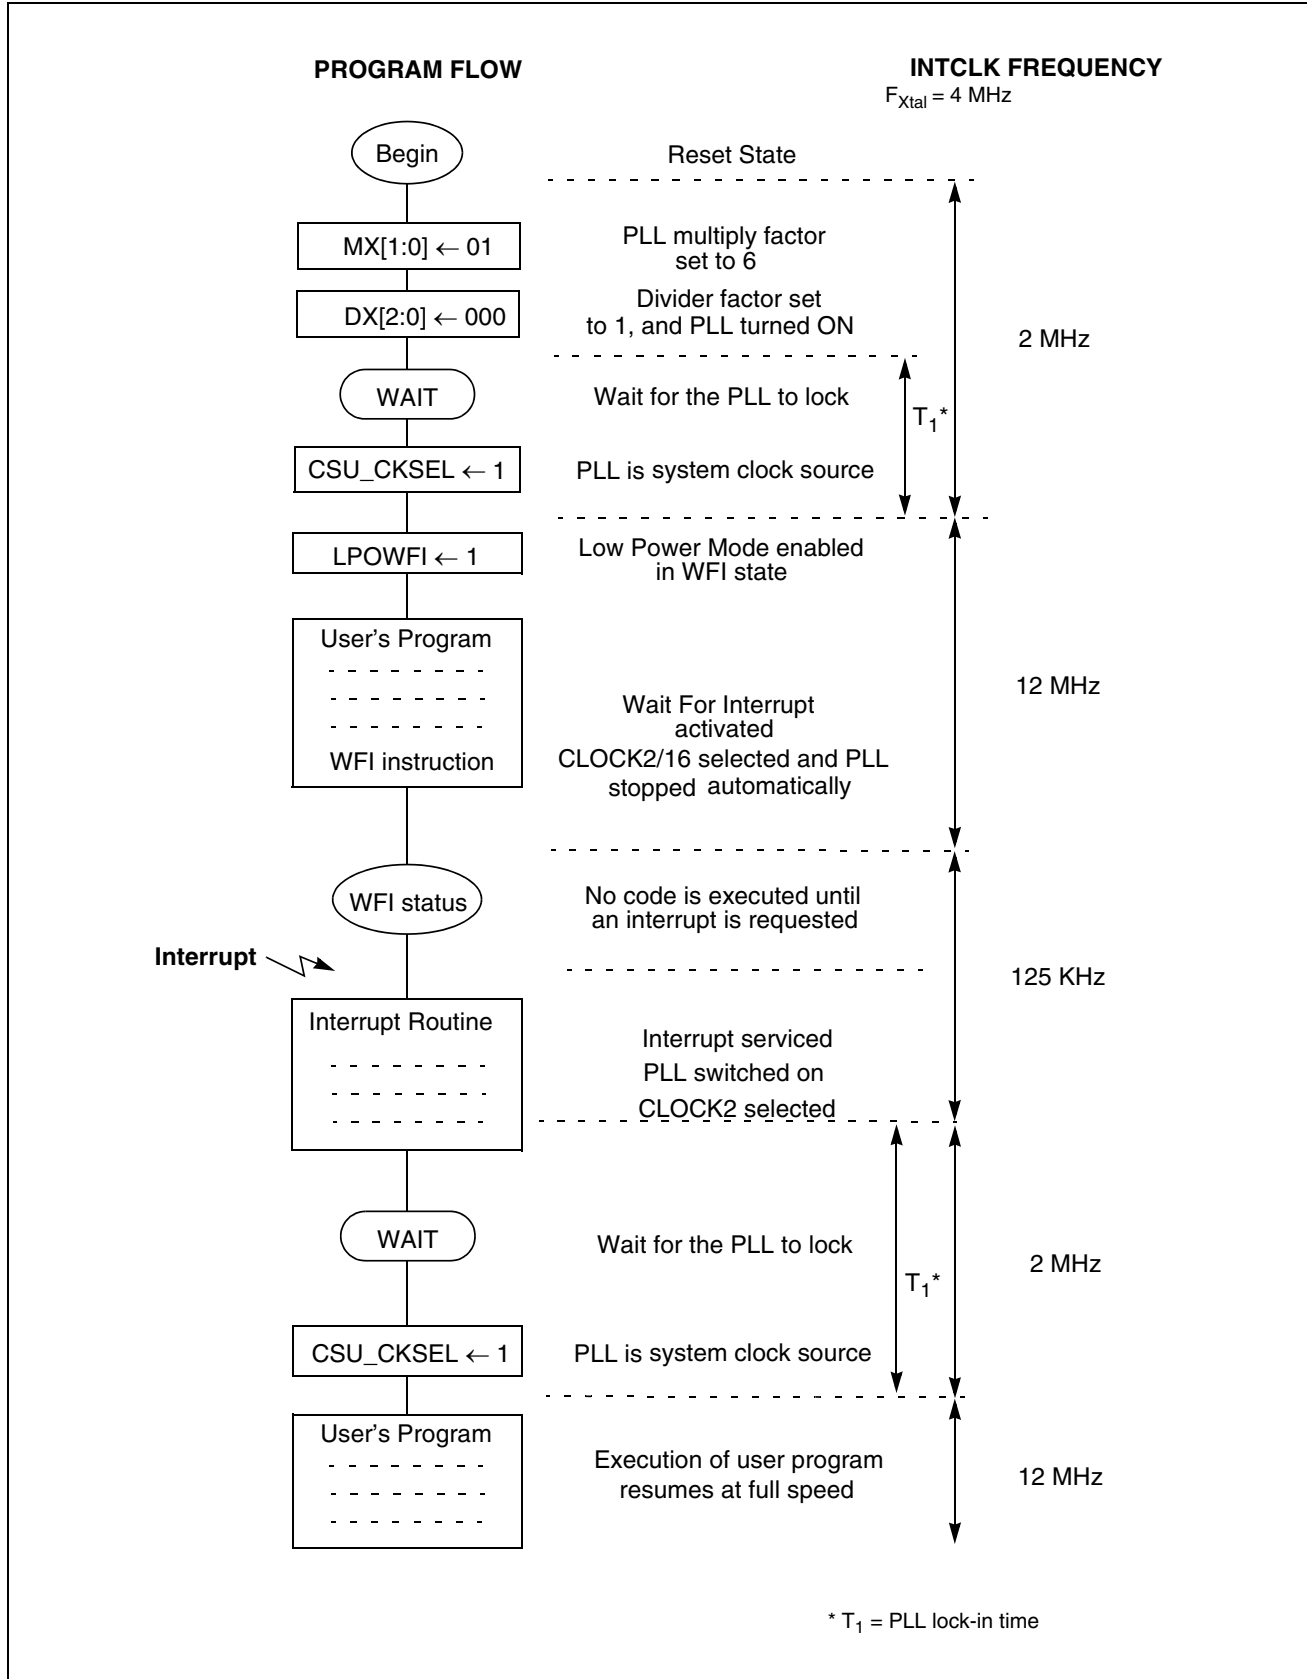 PROGRAM FLOW
INTCLK FREQUENCY
F_Xtal = 4 MHz
Begin
Reset State
MX[1:0] ← 01
PLL multiply factor
set to 6
DX[2:0] ← 000
Divider factor set
to 1, and PLL turned ON
2 MHz
WAIT
Wait for the PLL to lock
T1*
CSU_CKSEL ← 1
PLL is system clock source
LPOWFI ← 1
Low Power Mode enabled
in WFI state
User's Program
WFI instruction
Wait For Interrupt
activated
CLOCK2/16 selected and PLL
stopped automatically
12 MHz
WFI status
No code is executed until
an interrupt is requested
Interrupt
125 KHz
Interrupt Routine
Interrupt serviced
PLL switched on
CLOCK2 selected
WAIT
Wait for the PLL to lock
T1*
2 MHz
CSU_CKSEL ← 1
PLL is system clock source
User's Program
Execution of user program
resumes at full speed
12 MHz
* T1 = PLL lock-in time